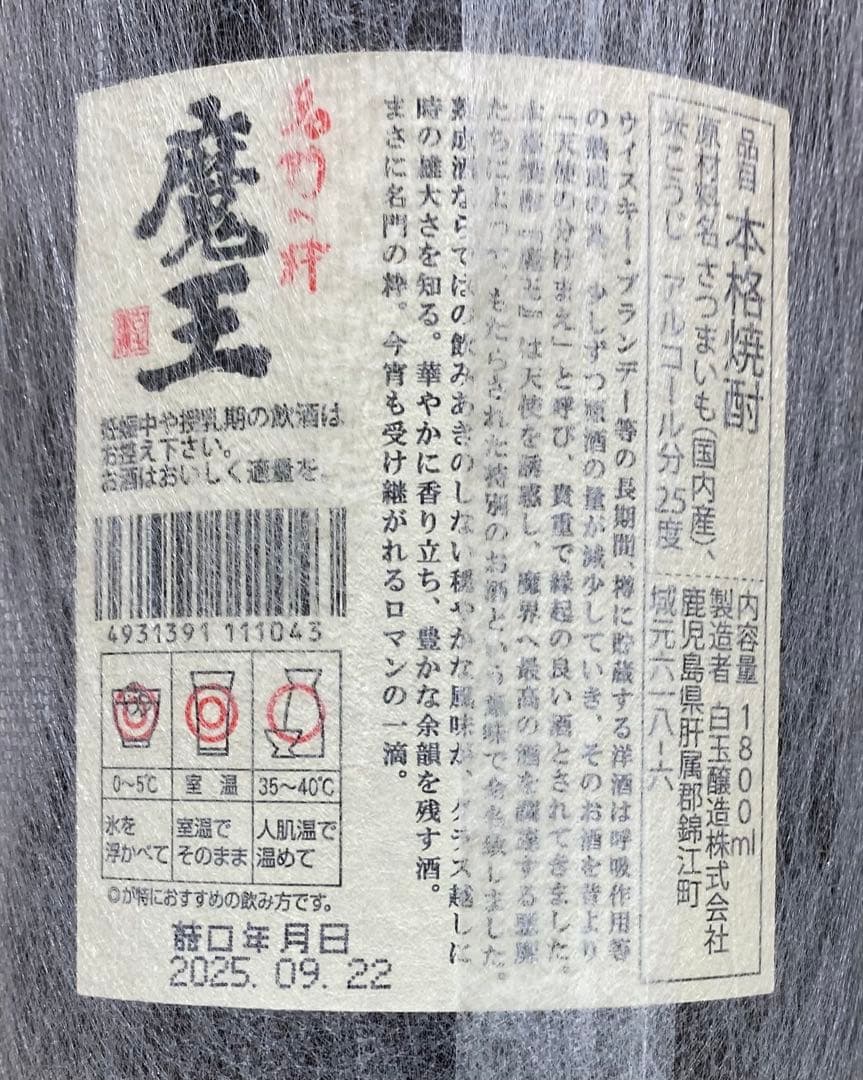 品目 本格焼酎
原材料名 さつまいも(国内産)、
米こうじ アルコール分 25度
内容量 1800ml
製造者 白玉醸造株式会社
鹿児島県肝属郡錦江町
城元六一八-六
ウイスキー・ブランデー等の長期間、樽に貯蔵する洋酒は呼吸作用等
の熟成の為、少しずつ原酒の量が減少していき、そのお酒を昔より
「天使の分けまえ」と呼び、貴重で縁起の良い酒とされてきました。
「魔王」は天使を誘惑し、魔界へ最高の酒を調達する悪魔
たちによって、もたらされた特別のお酒という意味で命名致しました。
熟成酒ならではの飲みあきのしない穏やかな風味が、グラス越しに
時の雄大さを知る。華やかに香り立ち、豊かな余韻を残す酒。
まさに名門の粋。今宵も受け継がれるロマンの一滴。
名門の粋
魔王
妊娠中や授乳期の飲酒は、
お控え下さい。
お酒はおいしく適量を。
4931391 111043
0～5℃ 室温 35～40℃
氷を浮かべて 室温でそのまま 人肌温で温めて
◎が特におすすめの飲み方です。
詰口年月日
2025. 09. 22